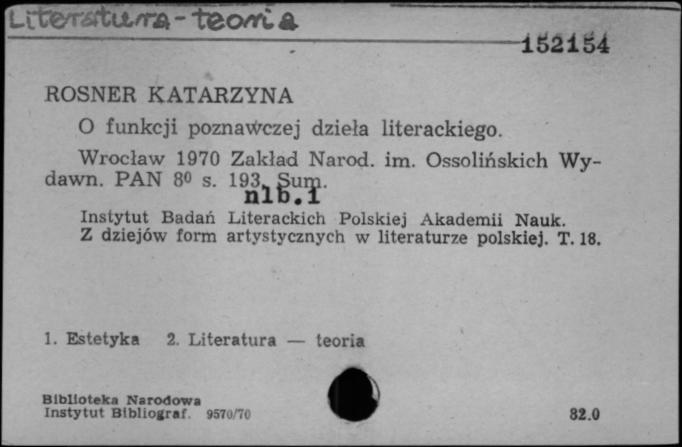 Literatura - teoria
152154
ROSNER KATARZYNA
O funkcji poznawczej dzieła literackiego.
Wrocław 1970 Zakład Narod. im. Ossolińskich Wy-
dawn. PAN 8⁰ s. 193, Sum.
nlb.1
Instytut Badań Literackich Polskiej Akademii Nauk.
Z dziejów form artystycznych w literaturze polskiej. T. 18.
1. Estetyka 2. Literatura — teoria
Biblioteka Narodowa
Instytut Bibliograf. 9570/70
82.0